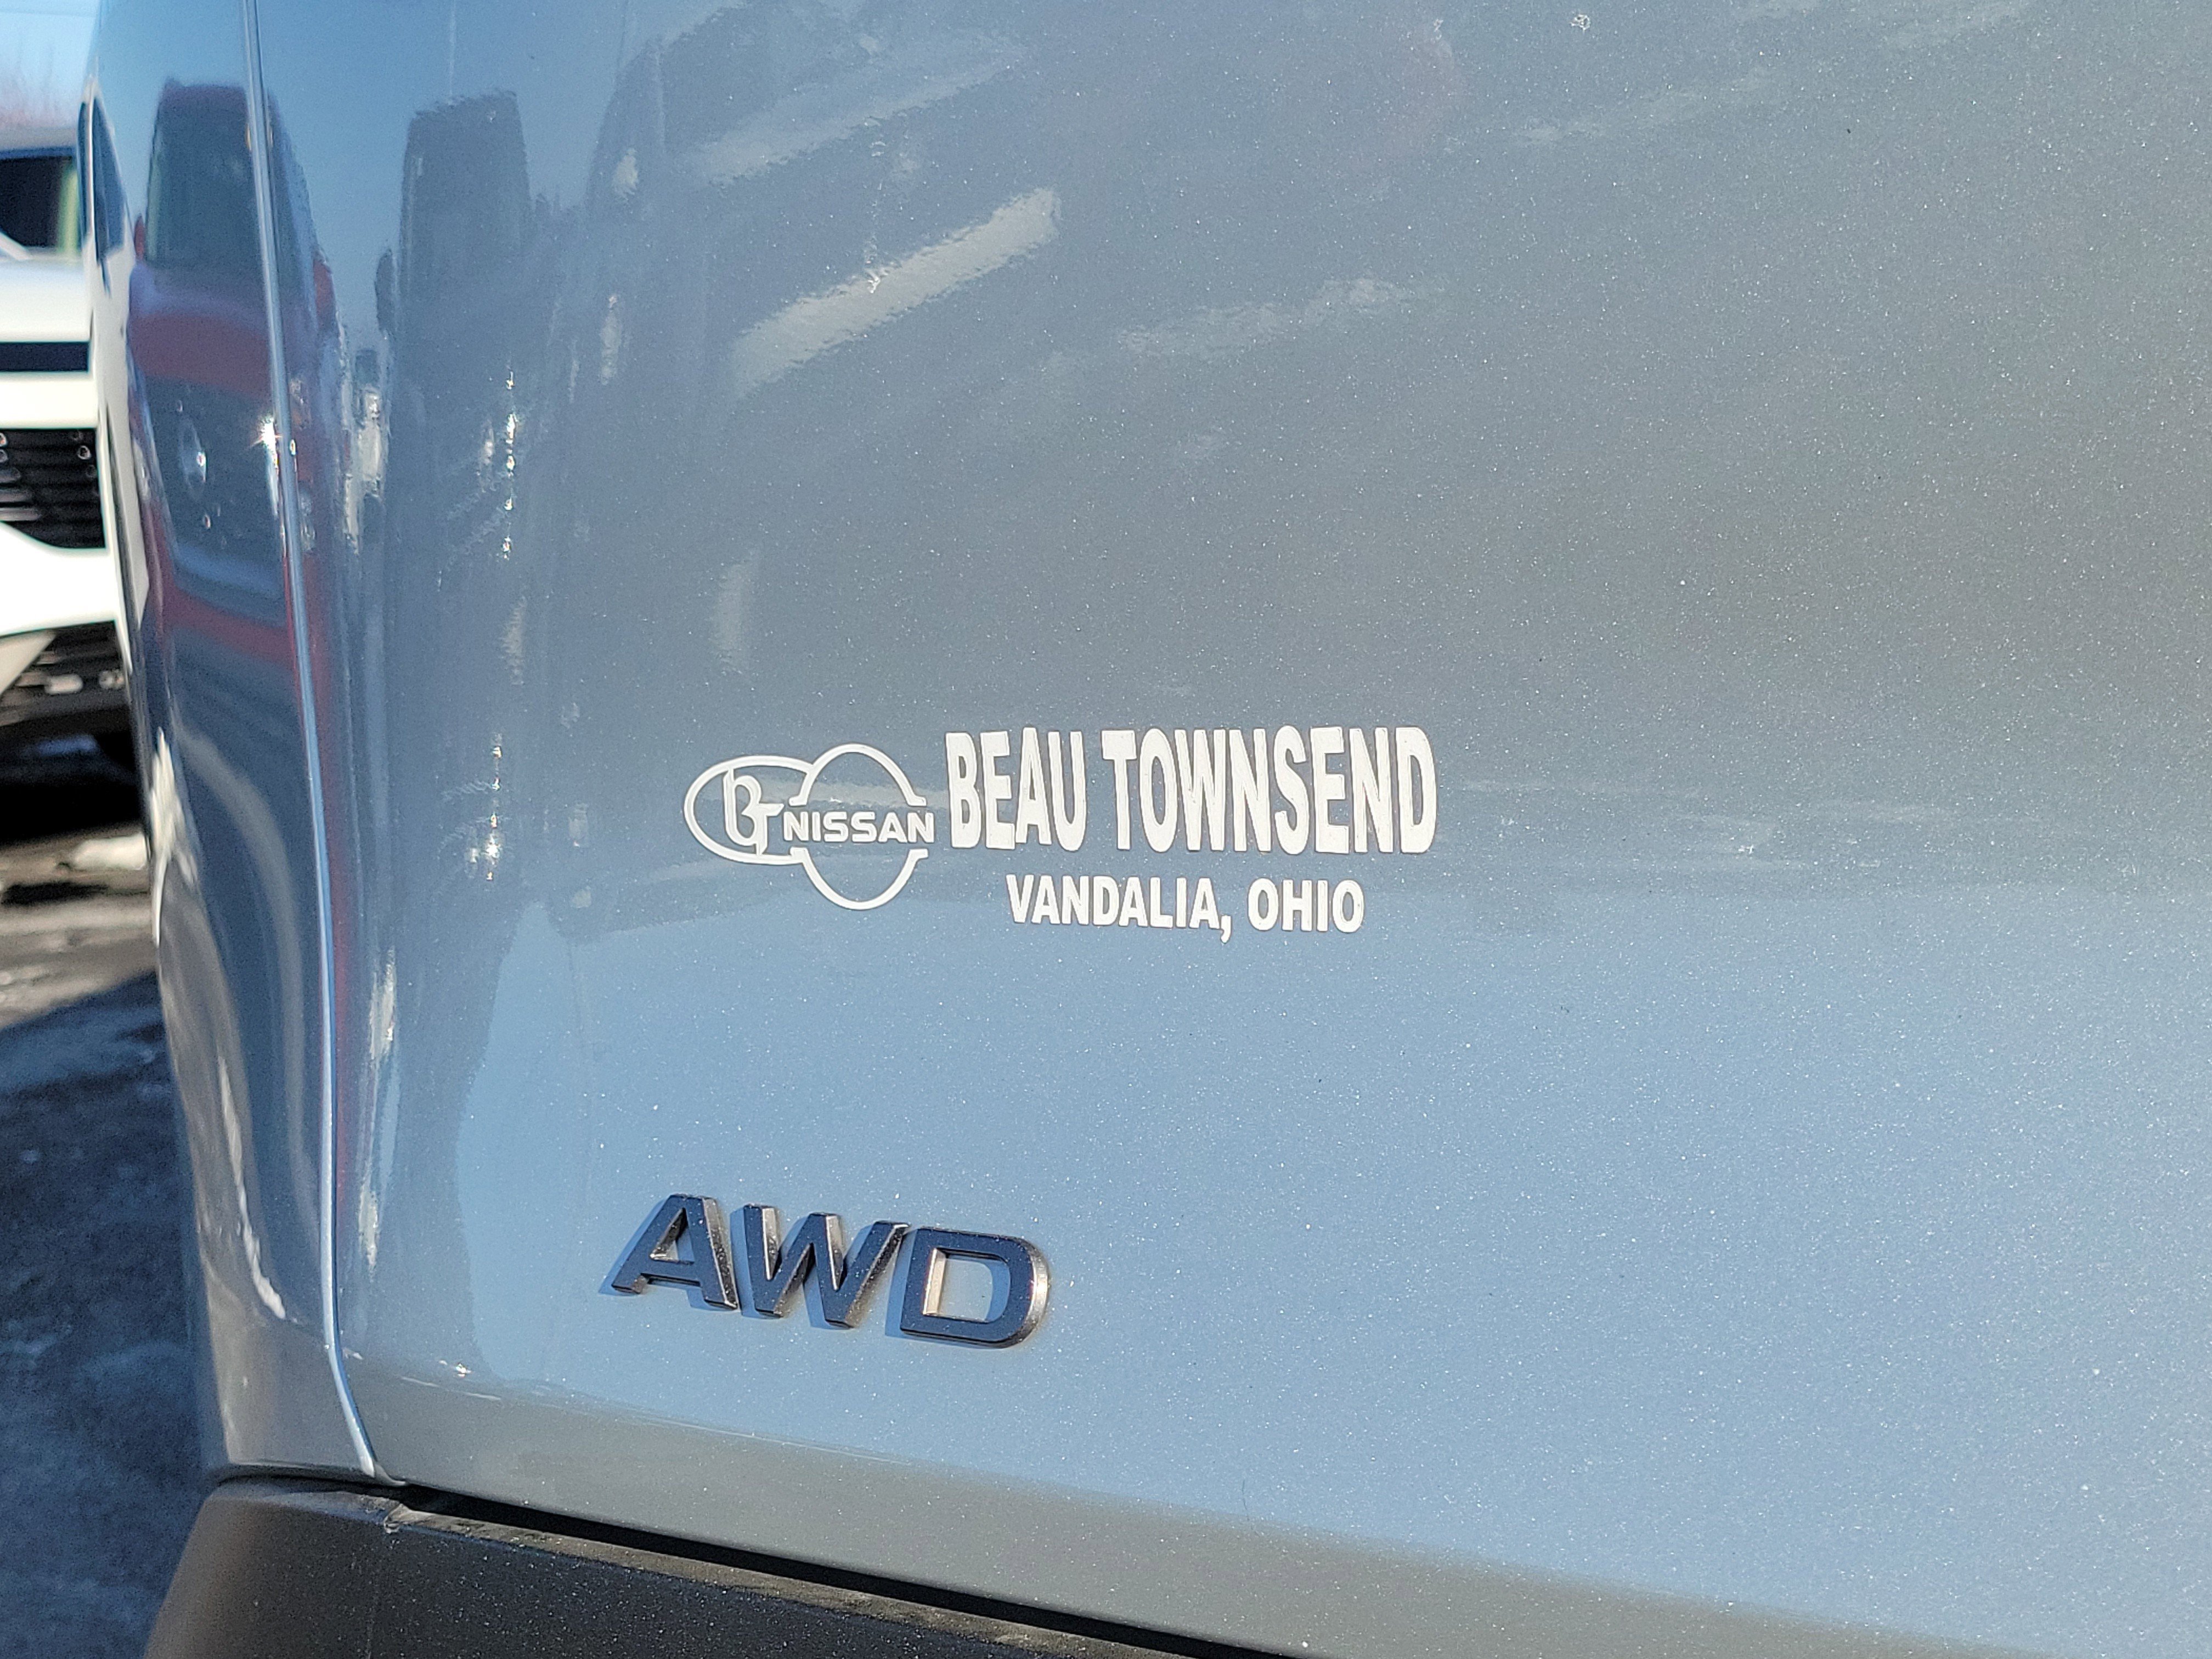 BT NISSAN BEAU TOWNSEND
VANDALIA, OHIO
AWD